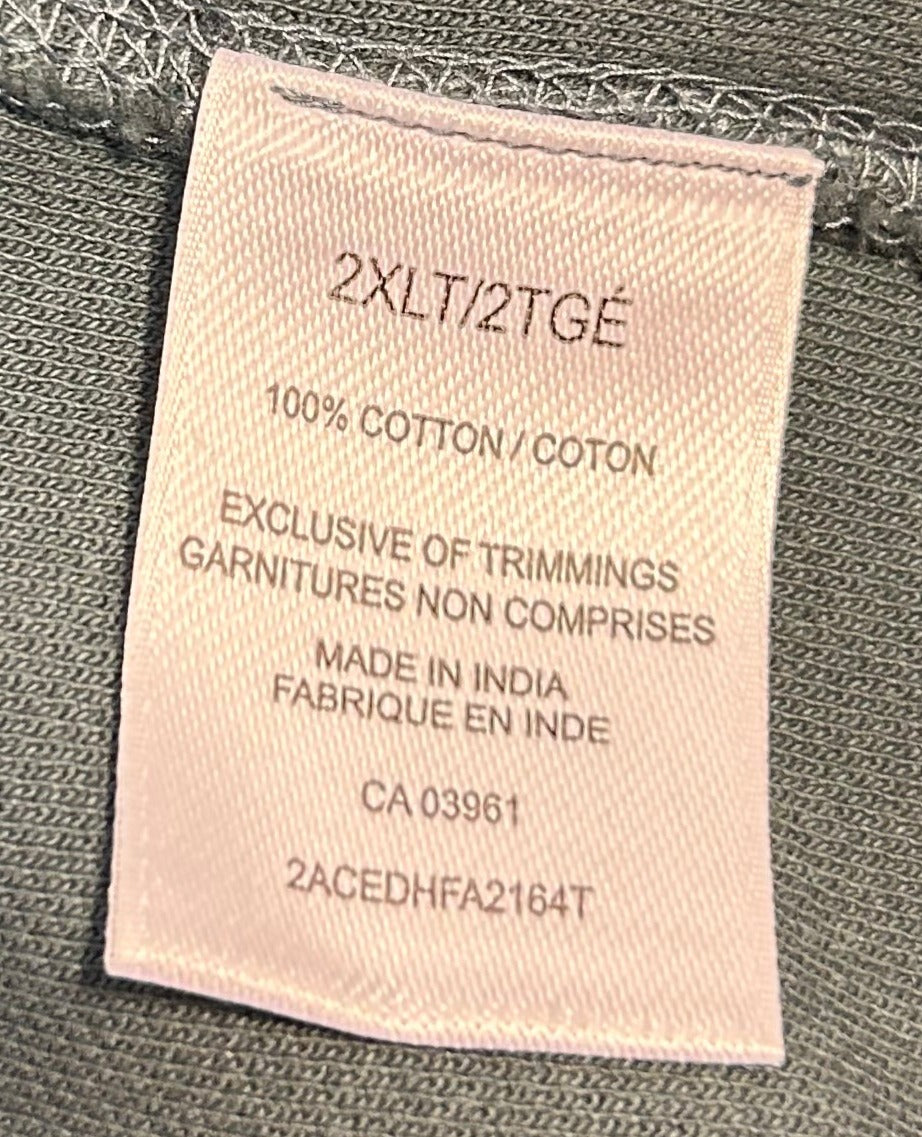 2XLT/2TGÉ
100% COTTON / COTON
EXCLUSIVE OF TRIMMINGS
GARNITURES NON COMPRISES
MADE IN INDIA
FABRIQUE EN INDE
CA 03961
2ACEDHFA2164T